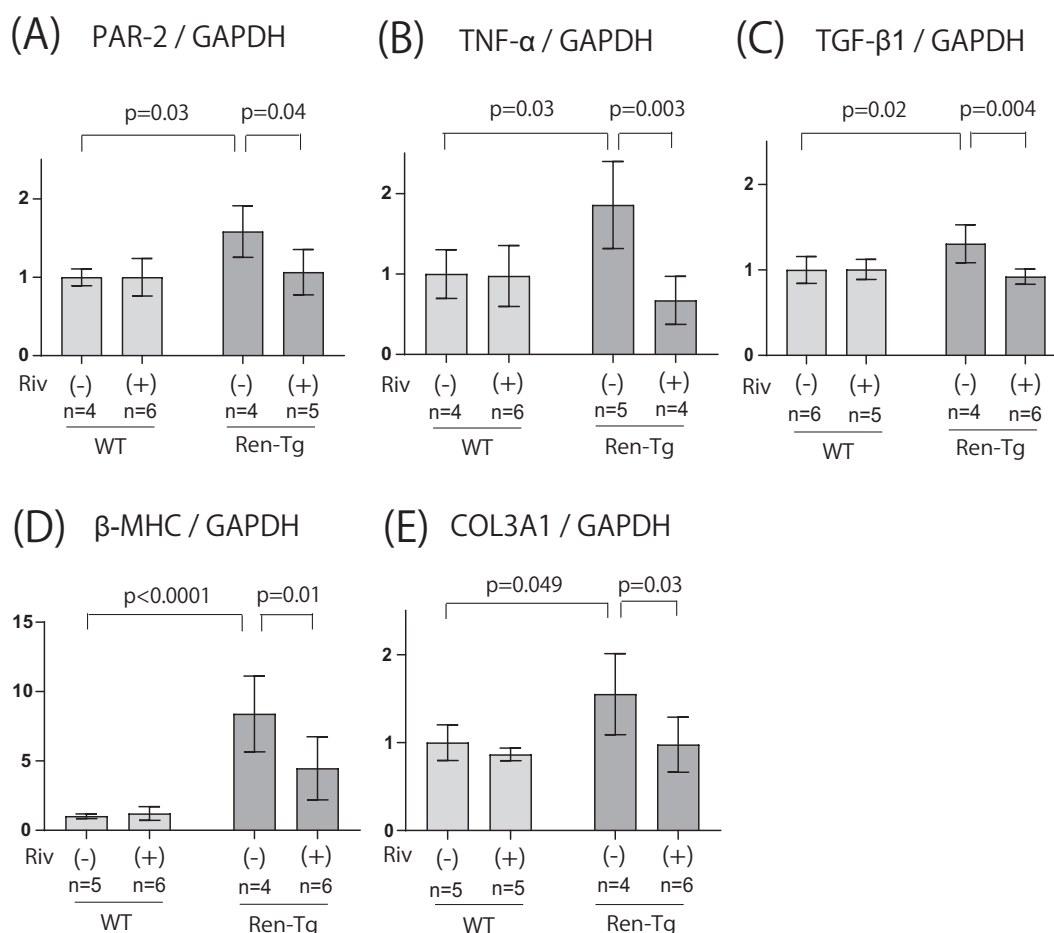 (A) PAR-2 / GAPDH
p=0.03 p=0.04
2
1
0
Riv (-) (+) (-) (+)
n=4 n=6 n=4 n=5
WT Ren-Tg
(B) TNF-α / GAPDH
p=0.03 p=0.003
2
1
0
(-) (+) (-) (+)
n=4 n=6 n=5 n=4
WT Ren-Tg
(C) TGF-β1 / GAPDH
p=0.02 p=0.004
2
1
0
Riv (-) (+) (-) (+)
n=6 n=5 n=4 n=6
WT Ren-Tg
(D) β-MHC / GAPDH
p<0.0001 p=0.01
15
10
5
0
Riv (-) (+) (-) (+)
n=5 n=6 n=4 n=6
WT Ren-Tg
(E) COL3A1 / GAPDH
p=0.049 p=0.03
2
1
0
Riv (-) (+) (-) (+)
n=5 n=5 n=4 n=6
WT Ren-Tg